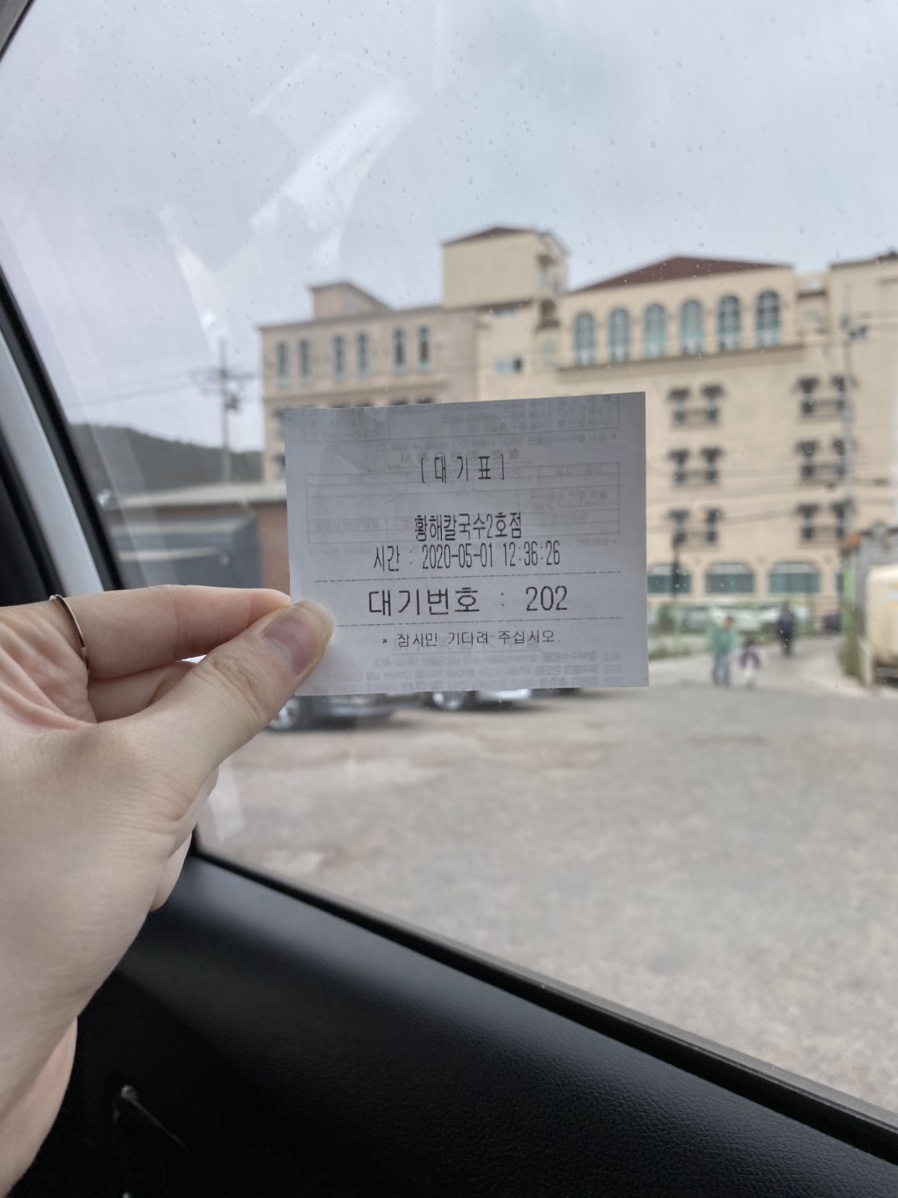 [대기표]
황해칼국수2호점
시간 : 2020-05-01 12:36:26
대기번호 : 202
* 잠시만 기다려 주십시오.